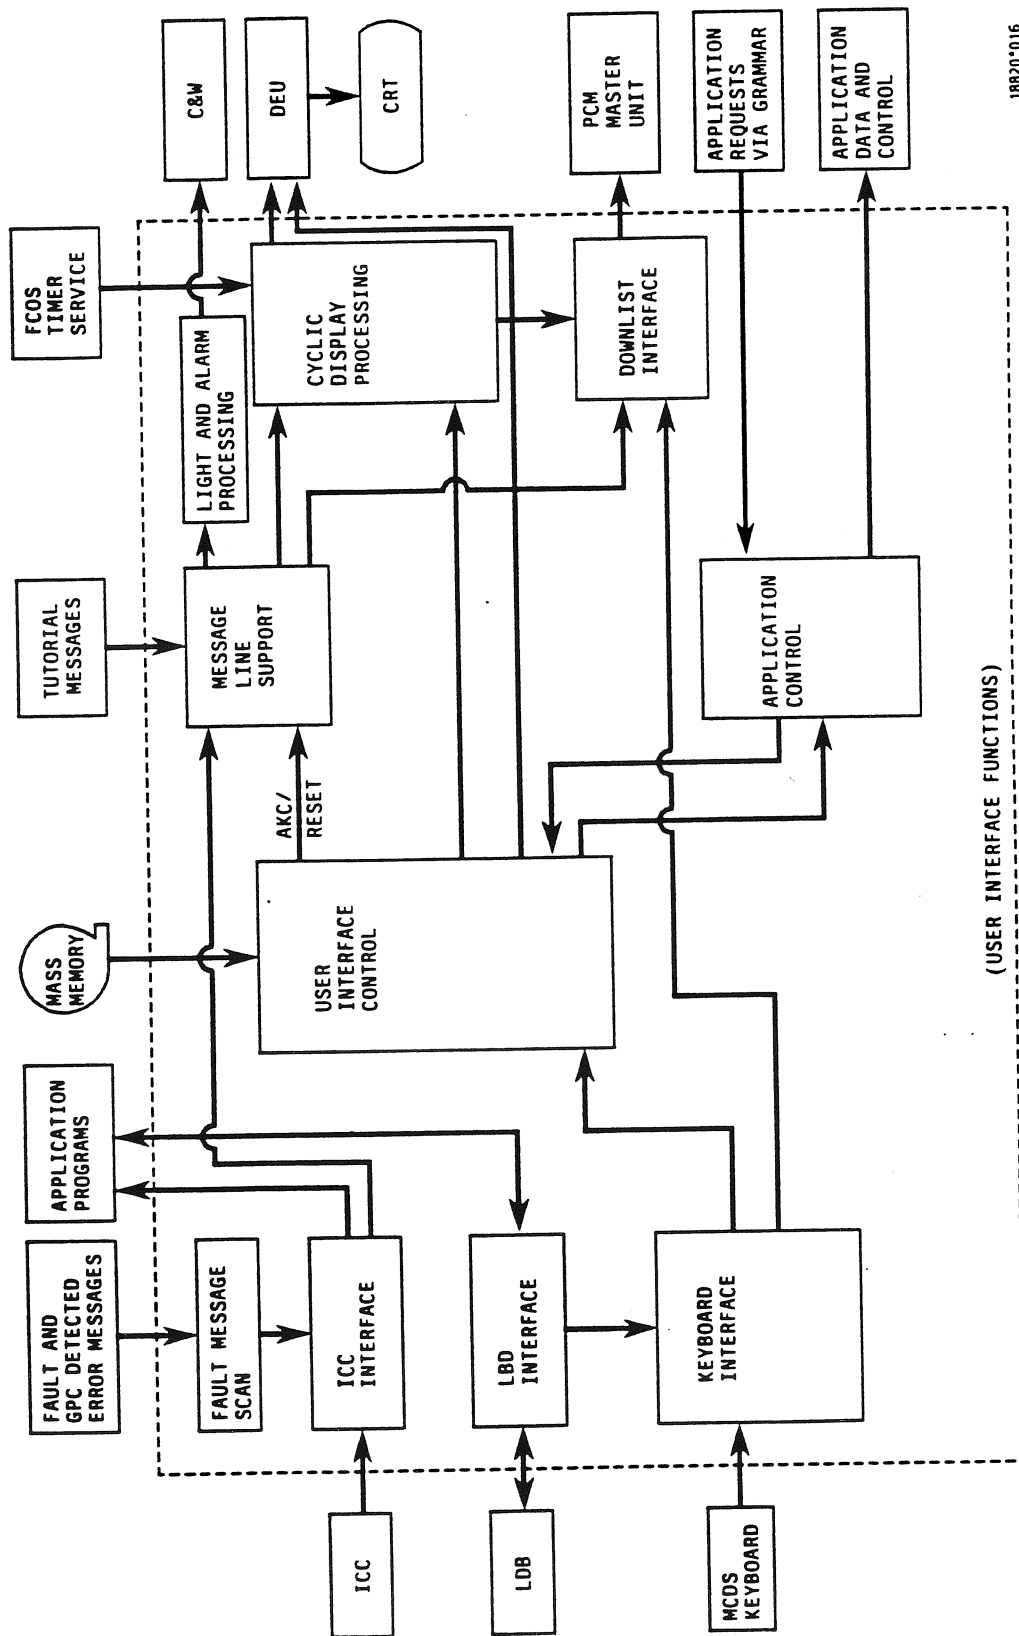 FAULT AND
GPC DETECTED
ERROR MESSAGES
APPLICATION
PROGRAMS
MASS
MEMORY
TUTORIAL
MESSAGES
FCOS
TIMER
SERVICE
FAULT MESSAGE
SCAN
ICC
ICC
INTERFACE
AKC/
RESET
MESSAGE
LINE
SUPPORT
LIGHT AND ALARM
PROCESSING
C&W
DEU
CRT
CYCLIC
DISPLAY
PROCESSING
USER
INTERFACE
CONTROL
LDB
LBD
INTERFACE
DOWNLIST
INTERFACE
PCM
MASTER
UNIT
MCDS
KEYBOARD
KEYBOARD
INTERFACE
APPLICATION
CONTROL
APPLICATION
REQUESTS
VIA GRAMMAR
APPLICATION
DATA AND
CONTROL
(USER INTERFACE FUNCTIONS)
18820*016